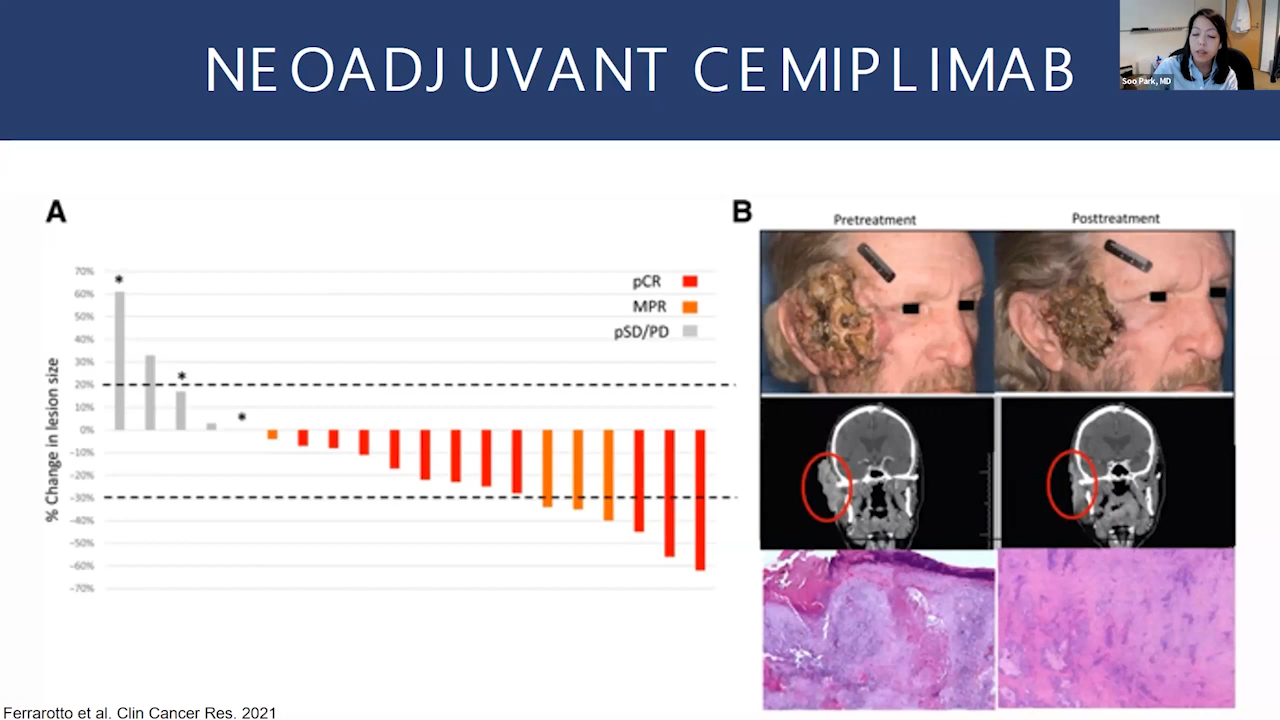 NEOADJUVANT CEMIPLIMAB
Soo Park, MD
A
% Change in lesion size
70%
60%
50%
40%
30%
20%
10%
0%
-10%
-20%
-30%
-40%
-50%
-60%
-70%
*
*
*
pCR
MPR
pSD/PD
B
Pretreatment
Posttreatment
Ferrarotto et al. Clin Cancer Res. 2021